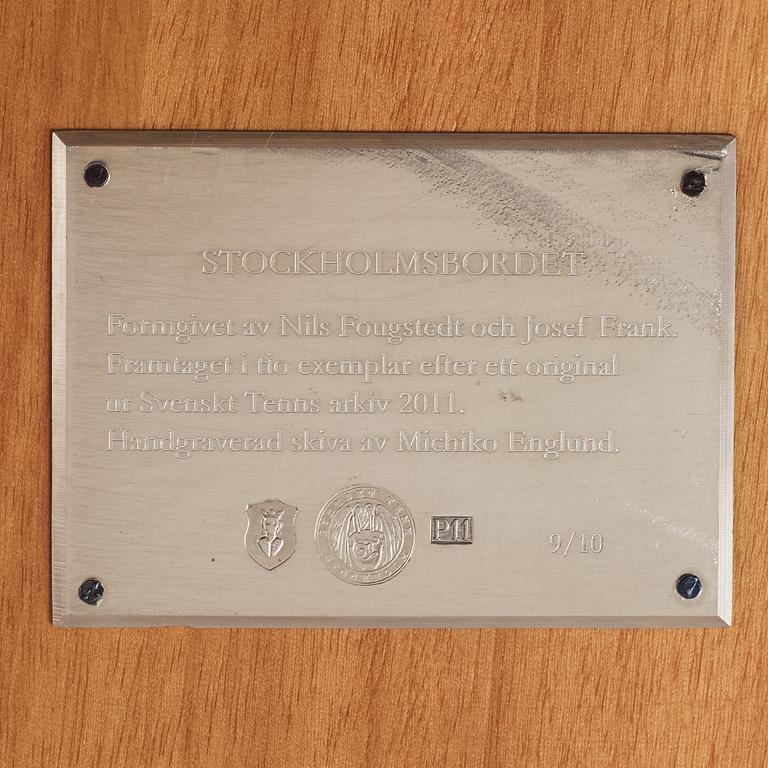 STOCKHOLMSBORDET
Formgivet av Nils Fougstedt och Josef Frank.
Framtaget i tio exemplar efter ett original
ur Svenskt Tenns arkiv 2011.
Handgraverad skiva av Michiko Englund.
P11
9/10